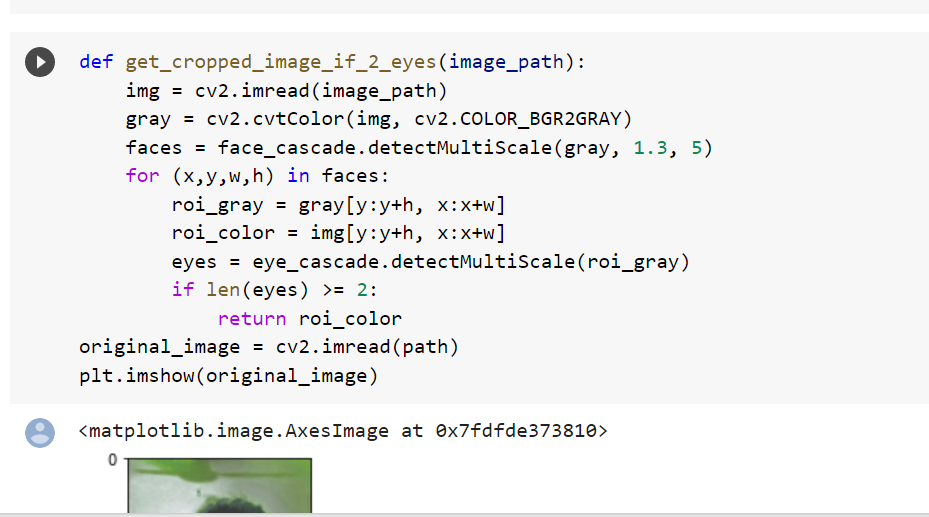 def get_cropped_image_if_2_eyes(image_path):
    img = cv2.imread(image_path)
    gray = cv2.cvtColor(img, cv2.COLOR_BGR2GRAY)
    faces = face_cascade.detectMultiScale(gray, 1.3, 5)
    for (x,y,w,h) in faces:
        roi_gray = gray[y:y+h, x:x+w]
        roi_color = img[y:y+h, x:x+w]
        eyes = eye_cascade.detectMultiScale(roi_gray)
        if len(eyes) >= 2:
            return roi_color
original_image = cv2.imread(path)
plt.imshow(original_image)
<matplotlib.image.AxesImage at 0x7fdfde373810>
0